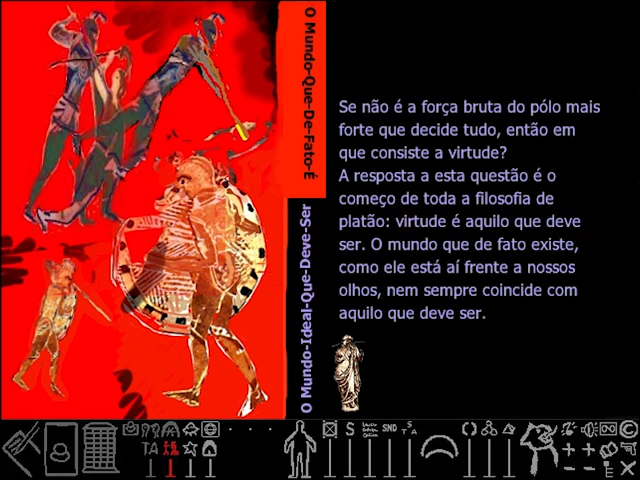 O Mundo-Que-De-Fato-É
O Mundo-Ideal-Que-Deve-Ser
Se não é a força bruta do pólo mais
forte que decide tudo, então em
que consiste a virtude?
A resposta a esta questão é o
começo de toda a filosofia de
platão: virtude é aquilo que deve
ser. O mundo que de fato existe,
como ele está aí frente a nossos
olhos, nem sempre coincide com
aquilo que deve ser.
S
SND
TA